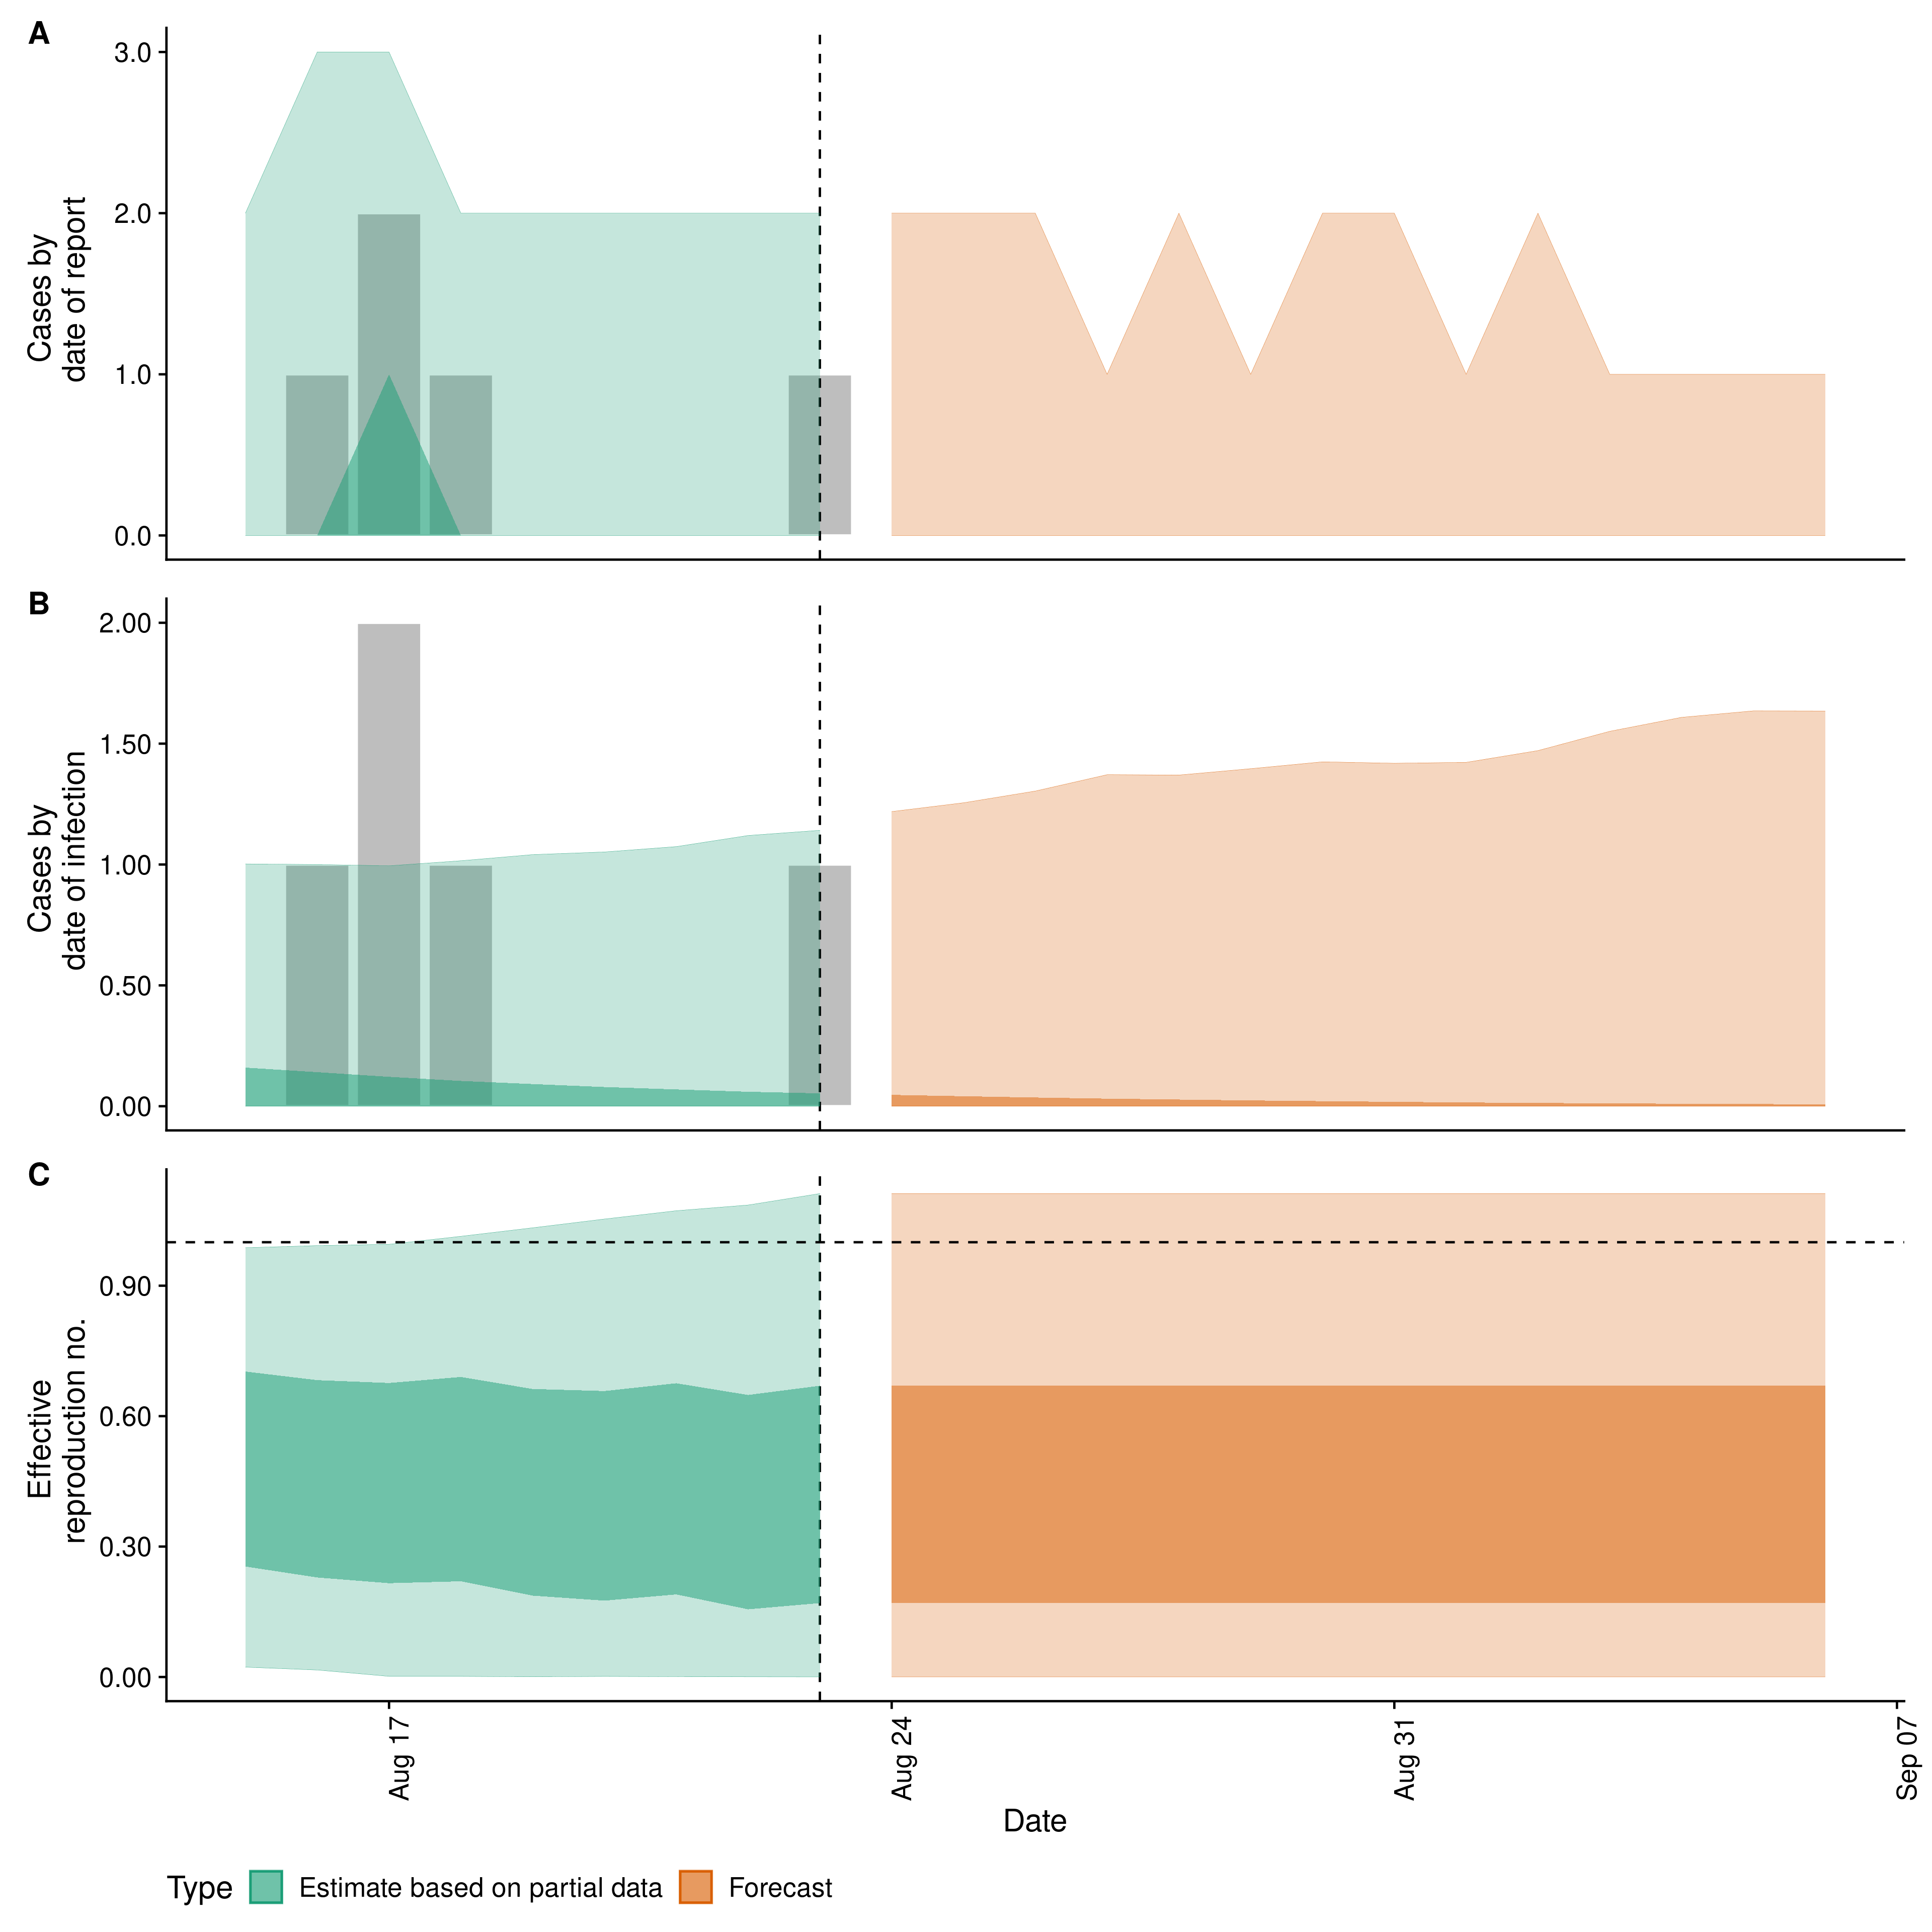 A
3.0
2.0
1.0
0.0
Cases by
date of report
B
2.00
1.50
1.00
0.50
0.00
Cases by
date of infection
C
0.90
0.60
0.30
0.00
Effective
reproduction no.
Aug 17
Aug 24
Aug 31
Sep 07
Date
Type
Estimate based on partial data
Forecast